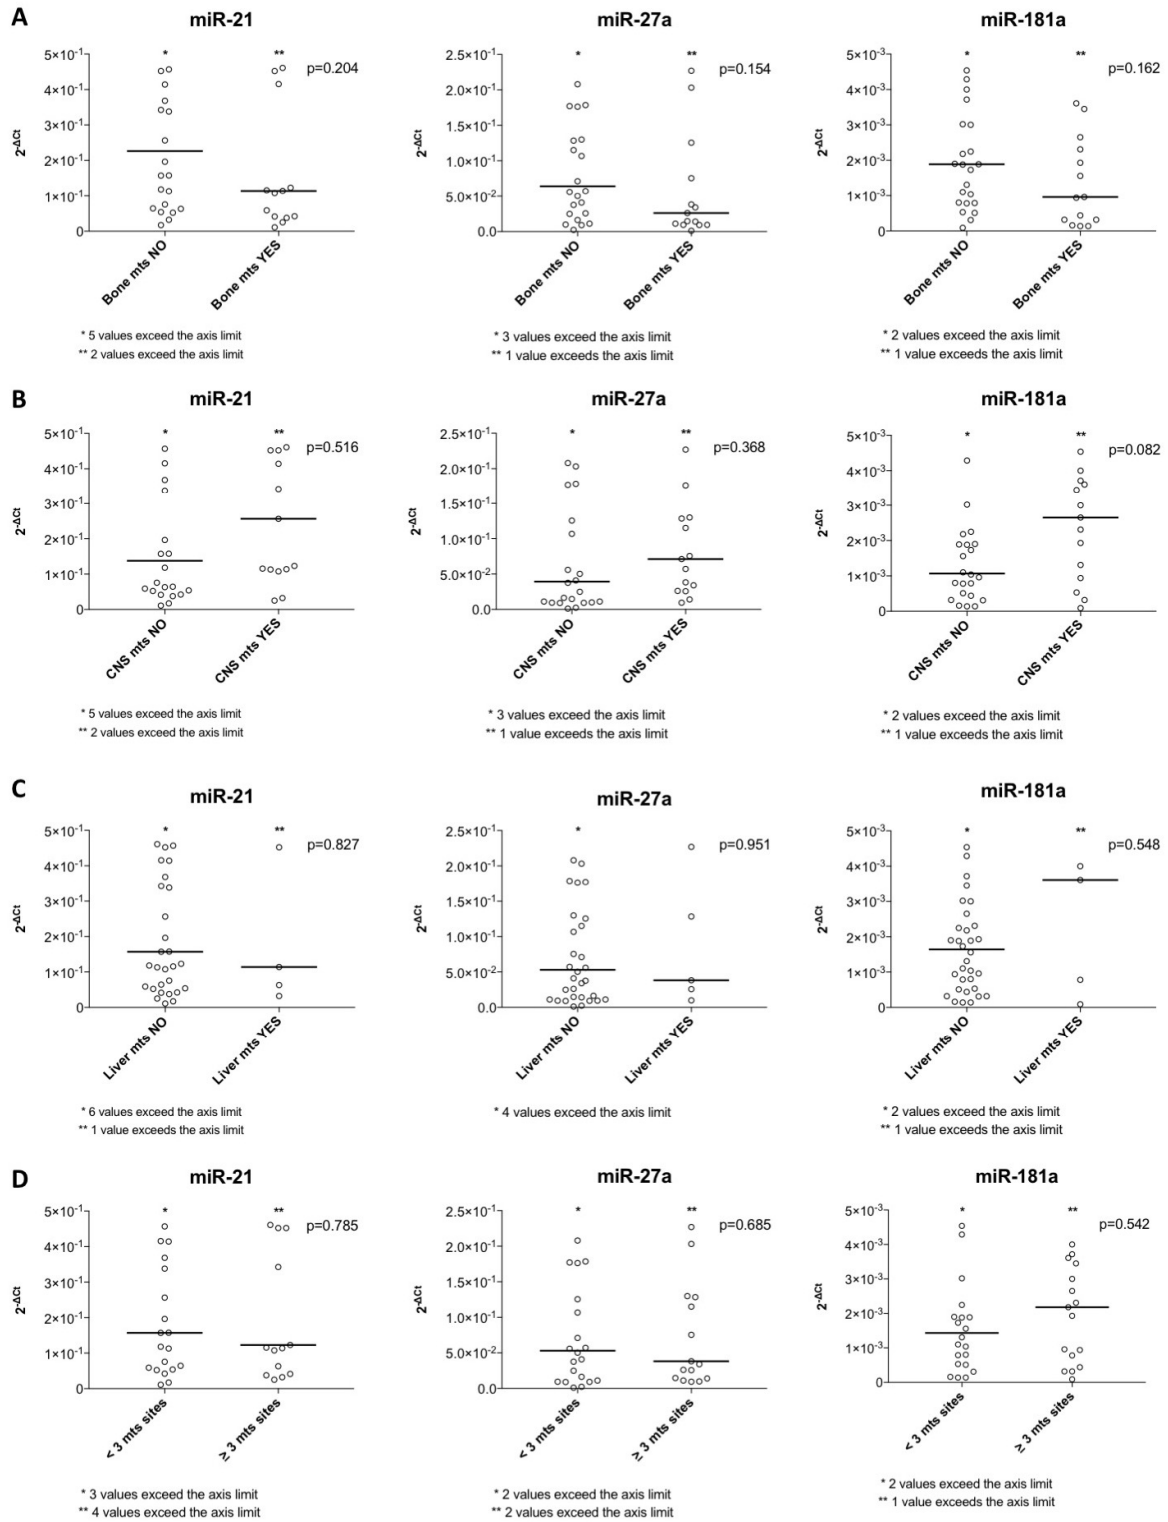 A
miR-21
miR-27a
miR-181a
2-ΔCt
5×10-1
4×10-1
3×10-1
2×10-1
1×10-1
0
* **
p=0.204
Bone mts NO
Bone mts YES
* 5 values exceed the axis limit
** 2 values exceed the axis limit
2-ΔCt
2.5×10-1
2.0×10-1
1.5×10-1
1.0×10-1
5.0×10-2
0.0
* **
p=0.154
Bone mts NO
Bone mts YES
* 3 values exceed the axis limit
** 1 value exceeds the axis limit
2-ΔCt
5×10-3
4×10-3
3×10-3
2×10-3
1×10-3
0
* **
p=0.162
Bone mts NO
Bone mts YES
* 2 values exceed the axis limit
** 1 value exceeds the axis limit
B
miR-21
miR-27a
miR-181a
2-ΔCt
5×10-1
4×10-1
3×10-1
2×10-1
1×10-1
0
* **
p=0.516
CNS mts NO
CNS mts YES
* 5 values exceed the axis limit
** 2 values exceed the axis limit
2-ΔCt
2.5×10-1
2.0×10-1
1.5×10-1
1.0×10-1
5.0×10-2
0.0
* **
p=0.368
CNS mts NO
CNS mts YES
* 3 values exceed the axis limit
** 1 value exceeds the axis limit
2-ΔCt
5×10-3
4×10-3
3×10-3
2×10-3
1×10-3
0
* **
p=0.082
CNS mts NO
CNS mts YES
* 2 values exceed the axis limit
** 1 value exceeds the axis limit
C
miR-21
miR-27a
miR-181a
2-ΔCt
5×10-1
4×10-1
3×10-1
2×10-1
1×10-1
0
* **
p=0.827
Liver mts NO
Liver mts YES
* 6 values exceed the axis limit
** 1 value exceeds the axis limit
2-ΔCt
2.5×10-1
2.0×10-1
1.5×10-1
1.0×10-1
5.0×10-2
0.0
*
p=0.951
Liver mts NO
Liver mts YES
* 4 values exceed the axis limit
2-ΔCt
5×10-3
4×10-3
3×10-3
2×10-3
1×10-3
0
* **
p=0.548
Liver mts NO
Liver mts YES
* 2 values exceed the axis limit
** 1 value exceeds the axis limit
D
miR-21
miR-27a
miR-181a
2-ΔCt
5×10-1
4×10-1
3×10-1
2×10-1
1×10-1
0
* **
p=0.785
< 3 mts sites
≥ 3 mts sites
* 3 values exceed the axis limit
** 4 values exceed the axis limit
2-ΔCt
2.5×10-1
2.0×10-1
1.5×10-1
1.0×10-1
5.0×10-2
0.0
* **
p=0.685
< 3 mts sites
≥ 3 mts sites
* 2 values exceed the axis limit
** 2 values exceed the axis limit
2-ΔCt
5×10-3
4×10-3
3×10-3
2×10-3
1×10-3
0
* **
p=0.542
< 3 mts sites
≥ 3 mts sites
* 2 values exceed the axis limit
** 1 value exceeds the axis limit